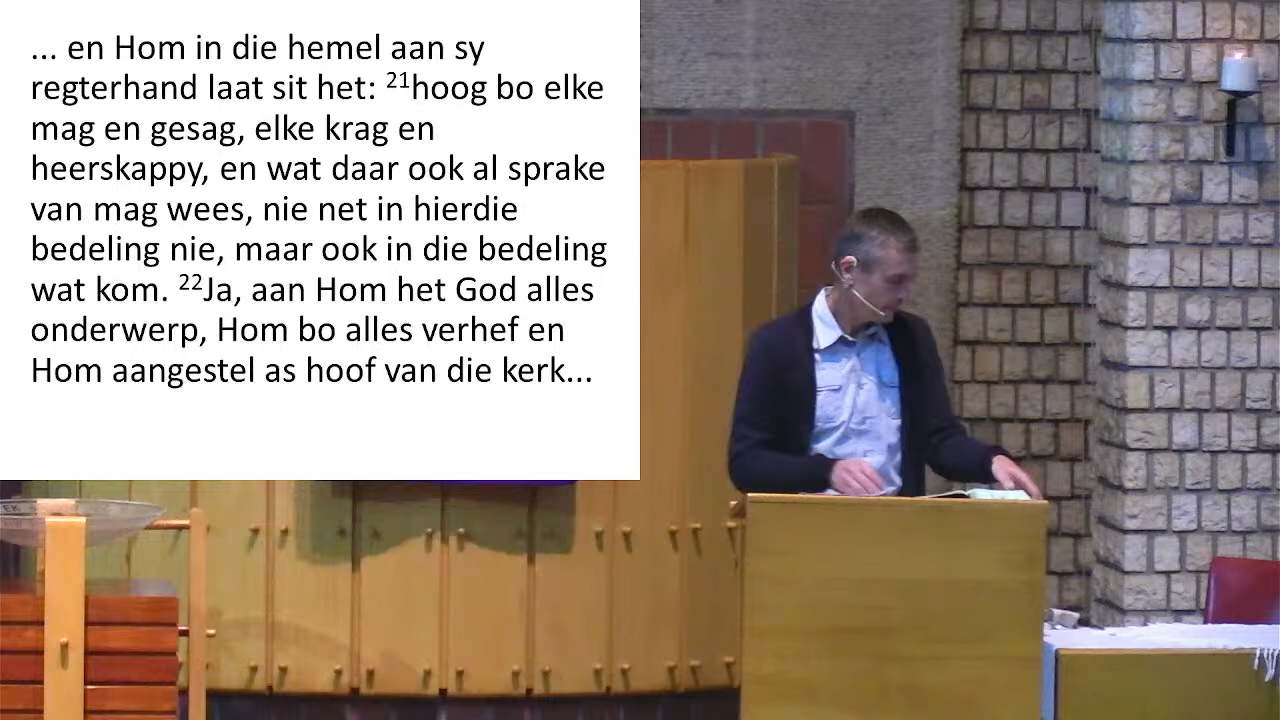 ... en Hom in die hemel aan sy
regterhand laat sit het: ²¹hoog bo elke
mag en gesag, elke krag en
heerskappy, en wat daar ook al sprake
van mag wees, nie net in hierdie
bedeling nie, maar ook in die bedeling
wat kom. ²²Ja, aan Hom het God alles
onderwerp, Hom bo alles verhef en
Hom aangestel as hoof van die kerk...
EK